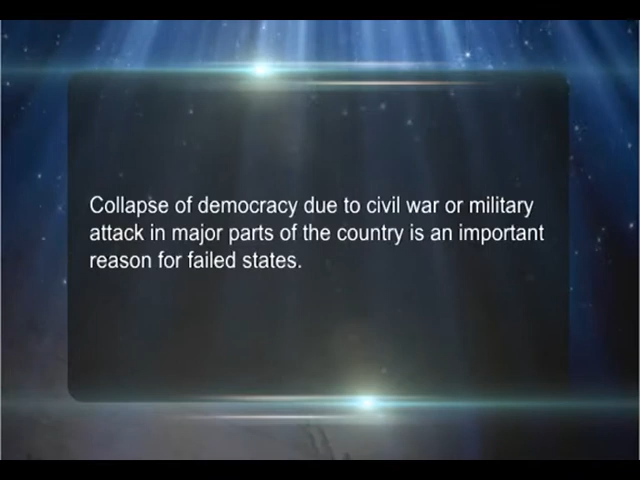 Collapse of democracy due to civil war or military
attack in major parts of the country is an important
reason for failed states.